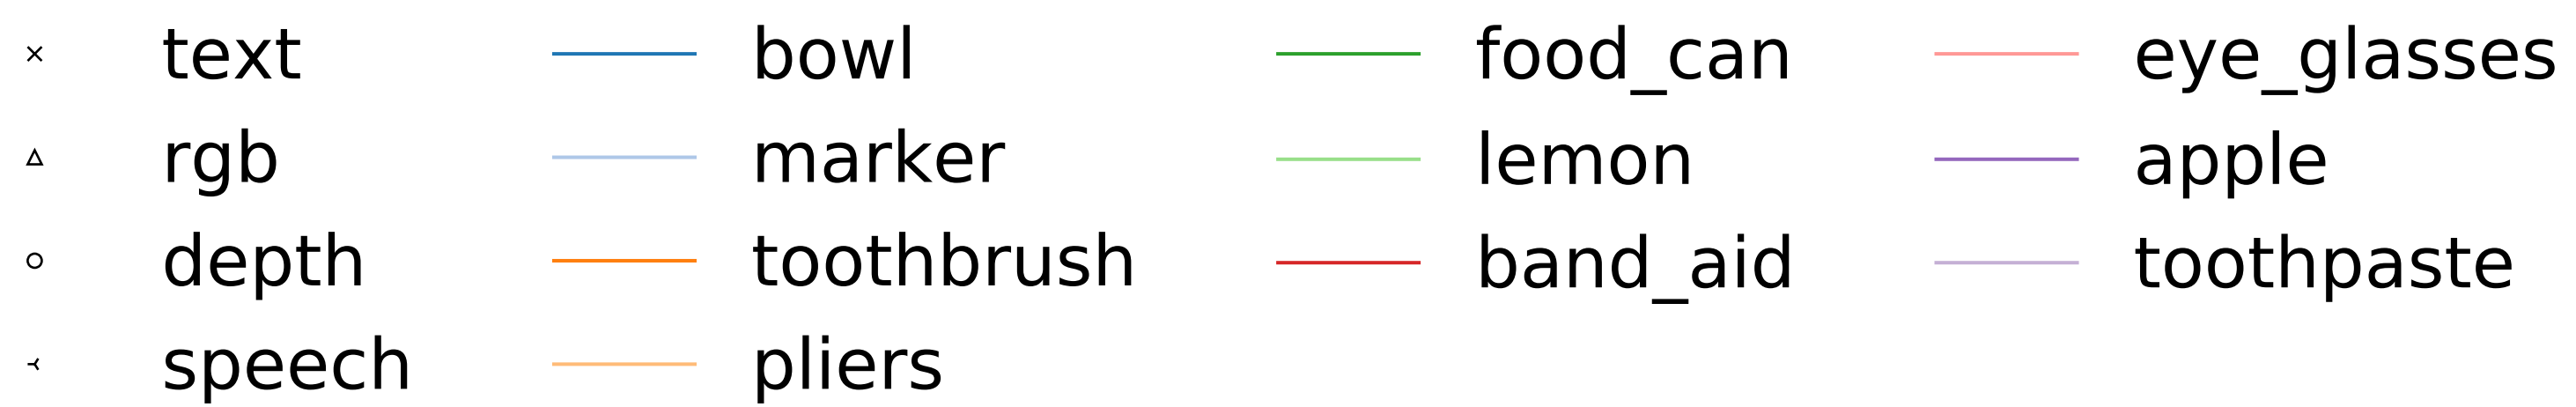 text bowl food_can eye_glasses
rgb marker lemon apple
depth toothbrush band_aid toothpaste
speech pliers